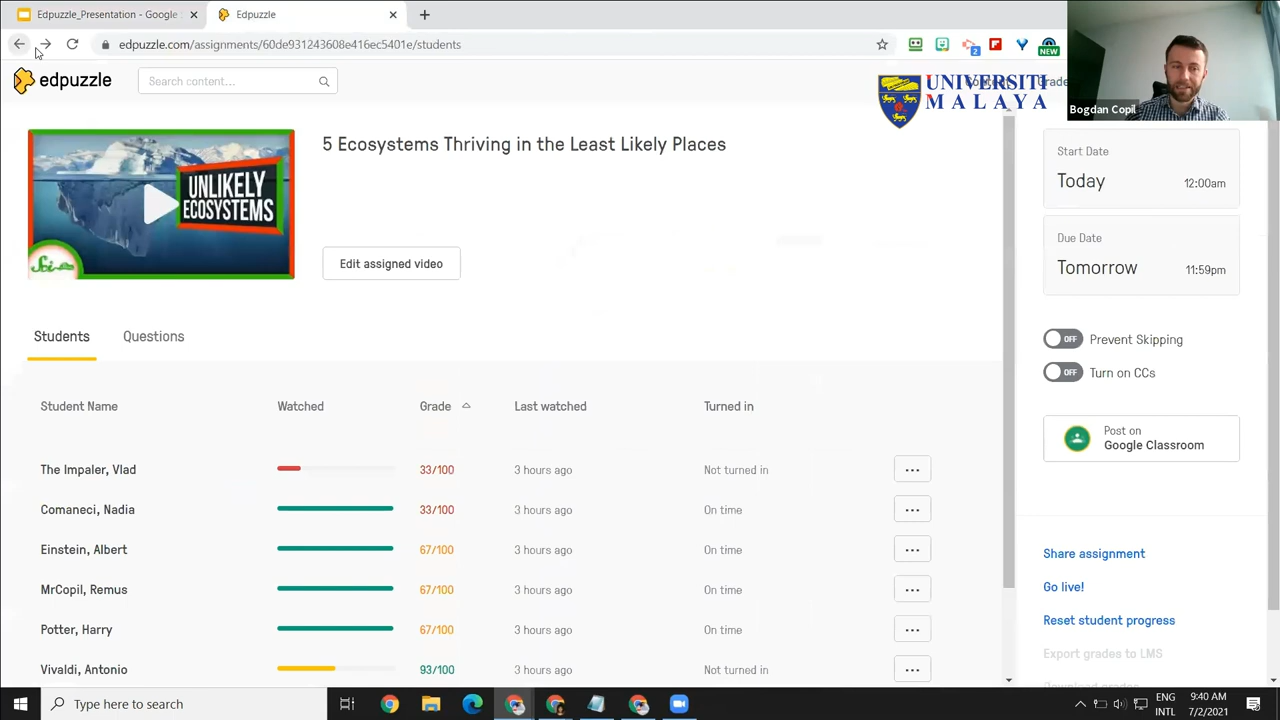 Edpuzzle_Presentation - Google
Edpuzzle
edpuzzle.com/assignments/
/students
2
NEW
edpuzzle
Search content...
UNIVERSITI
MALAYA
Bogdan Copil
5 Ecosystems Thriving in the Least Likely Places
UNLIKELY
ECOSYSTEMS
Sci
Edit assigned video
Start Date
Today 12:00am
Due Date
Tomorrow 11:59pm
OFF Prevent Skipping
OFF Turn on CCs
Post on
Google Classroom
Share assignment
Go live!
Reset student progress
Export grades to LMS
Download grades
Students Questions
Student Name Watched Grade Last watched Turned in
The Impaler, Vlad 33/100 3 hours ago Not turned in ...
Comaneci, Nadia 33/100 3 hours ago On time ...
Einstein, Albert 67/100 3 hours ago On time ...
MrCopil, Remus 67/100 3 hours ago On time ...
Potter, Harry 67/100 3 hours ago On time ...
Vivaldi, Antonio 93/100 3 hours ago Not turned in ...
Type here to search
ENG
INTL
9:40 AM
7/2/2021